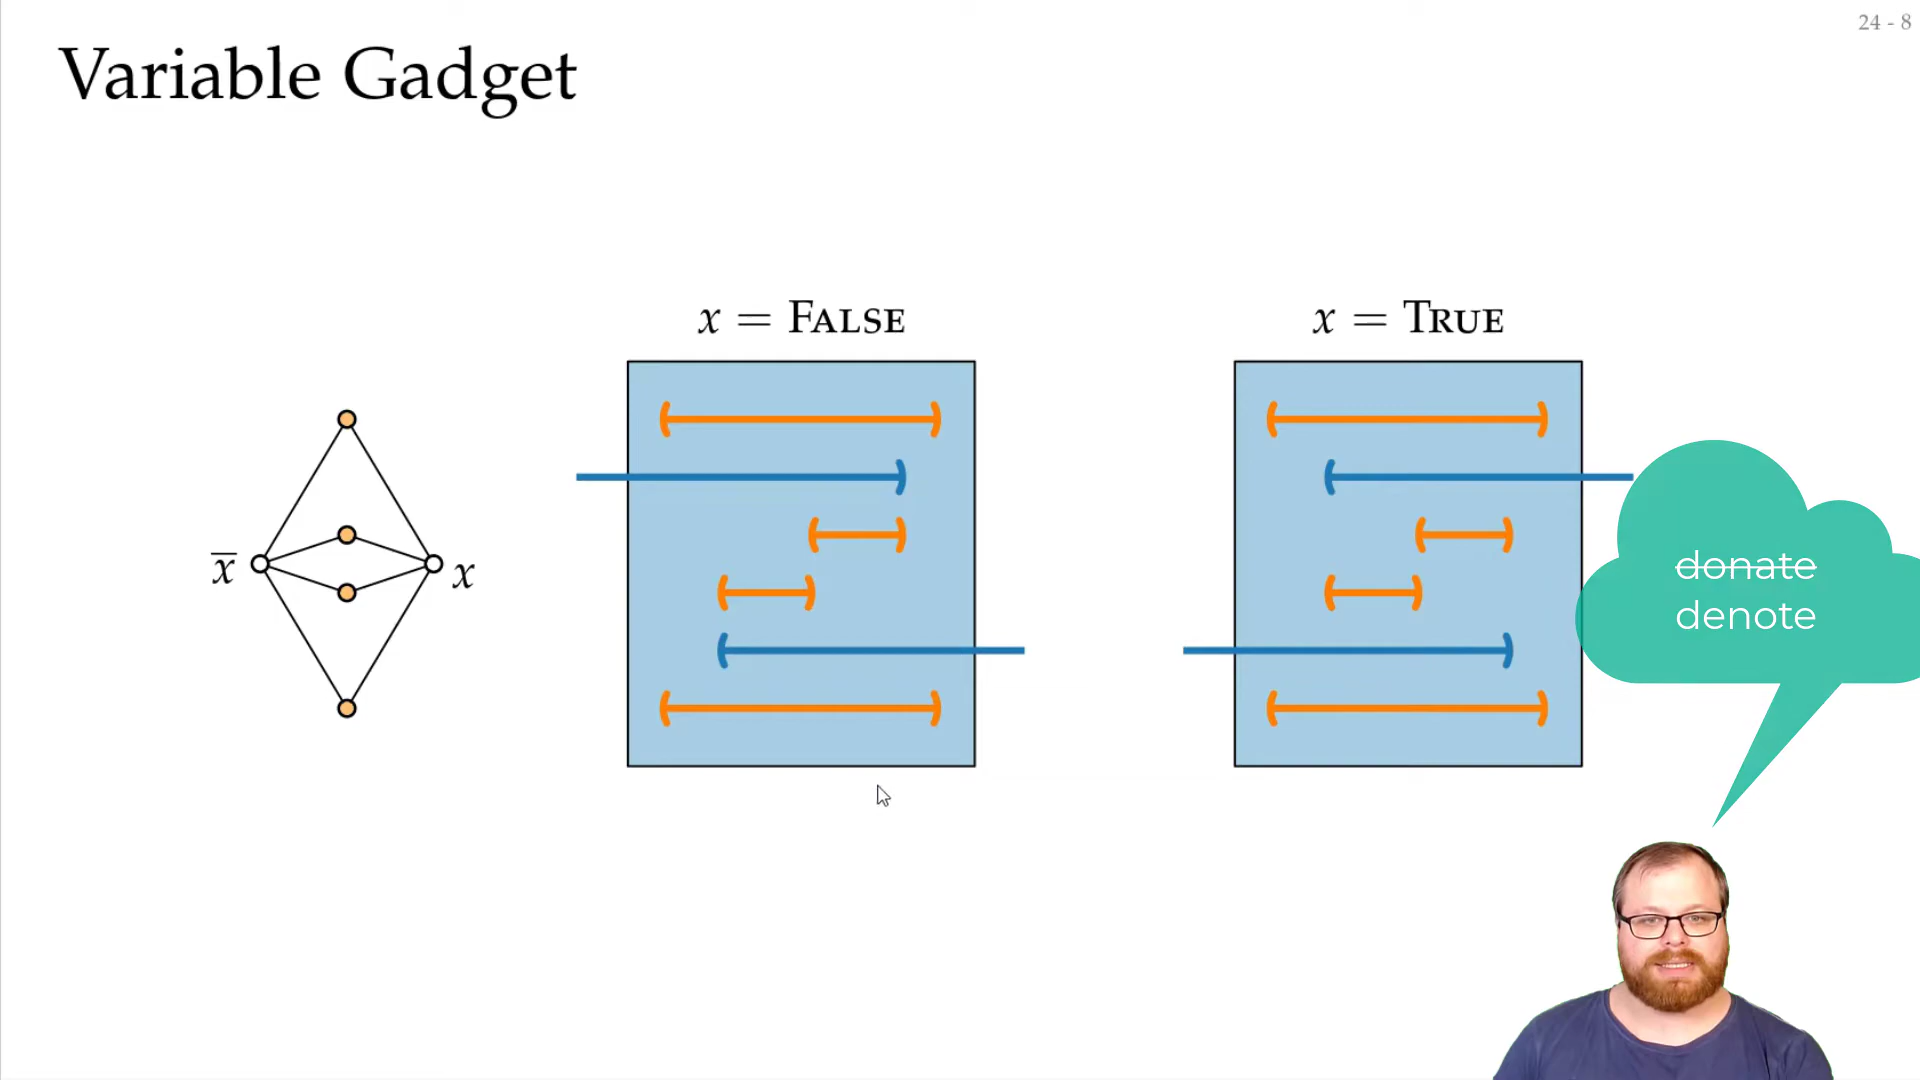 24 - 8
Variable Gadget
x = FALSE
x = TRUE
x̅
x
donate
denote